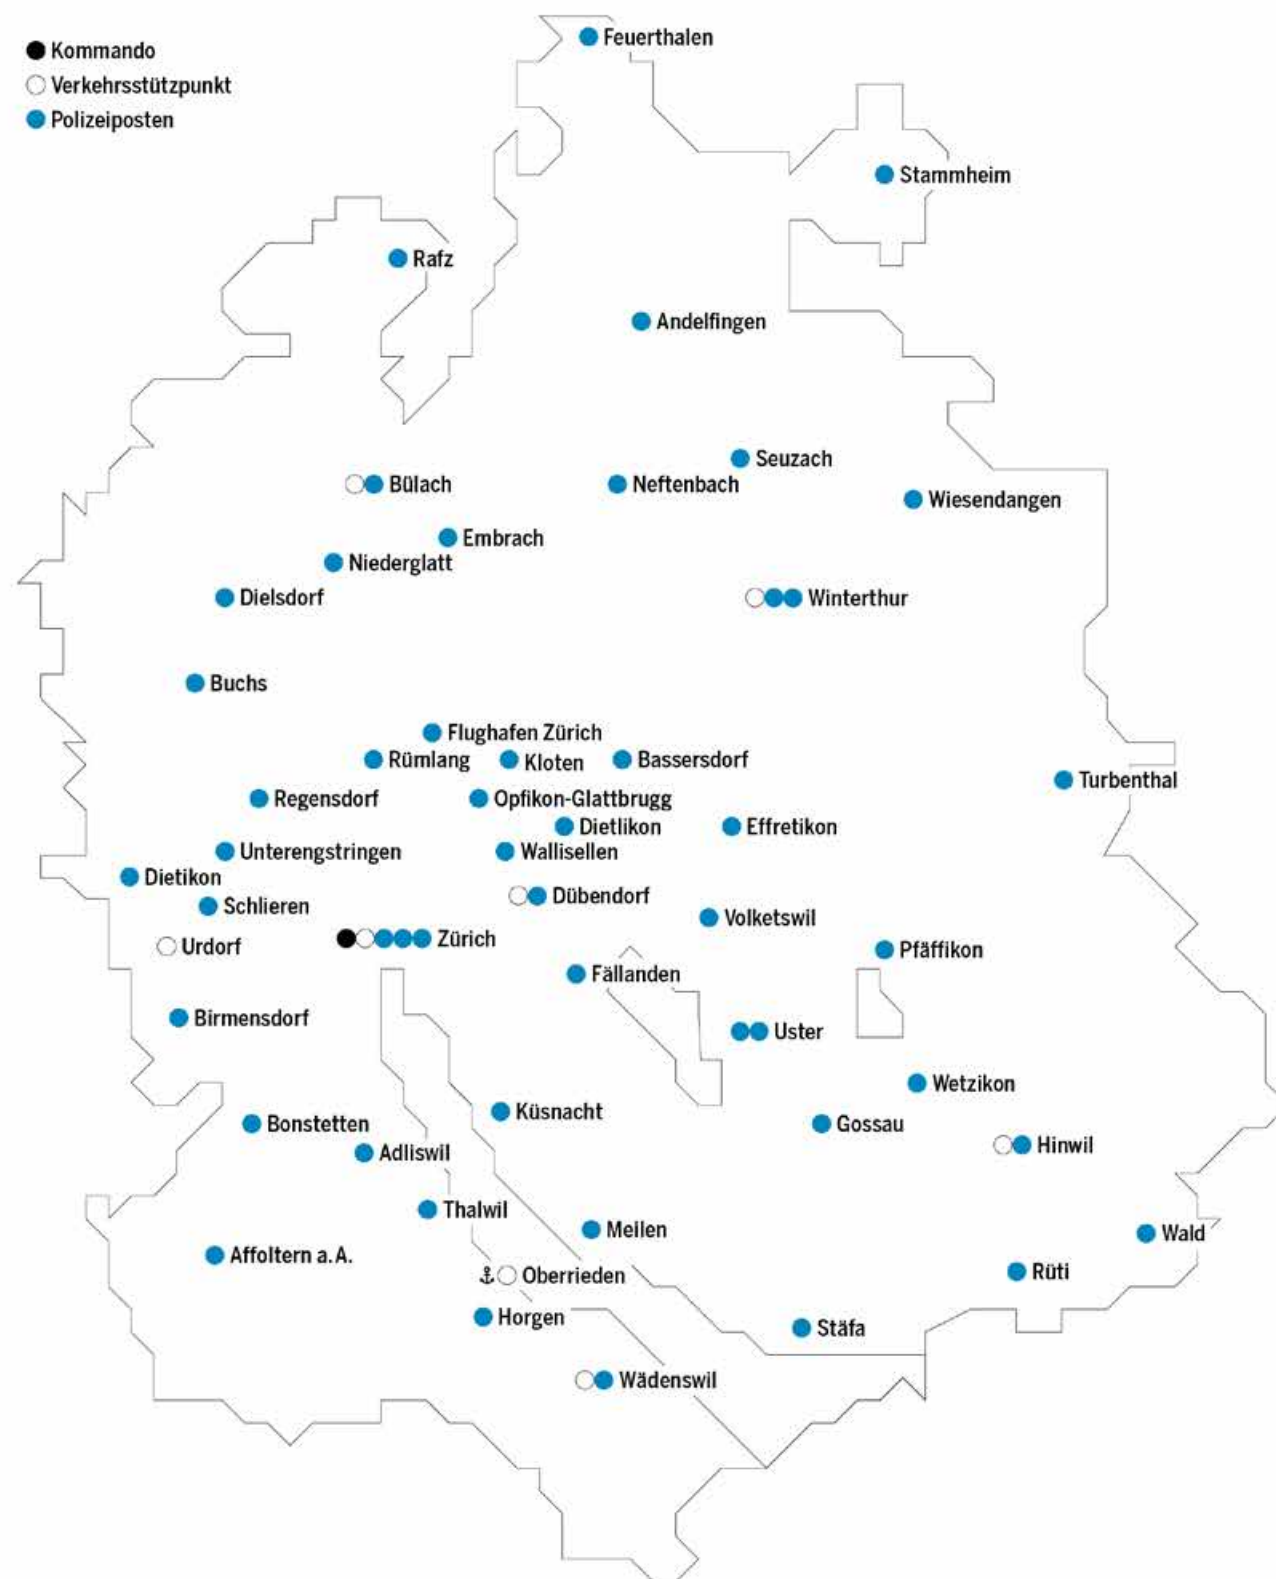 Kommando
Verkehrsstützpunkt
Polizeiposten
Feuerthalen
Stammheim
Rafz
Andelfingen
Seuzach
Bülach
Neftenbach
Wiesendangen
Embrach
Niederglatt
Dielsdorf
Winterthur
Buchs
Flughafen Zürich
Rümlang
Kloten
Bassersdorf
Turbenthal
Regensdorf
Opfikon-Glattbrugg
Dietlikon
Effretikon
Unterengstringen
Wallisellen
Dietikon
Dübendorf
Schlieren
Volketswil
Urdorf
Zürich
Pfäffikon
Fällanden
Birmensdorf
Uster
Wetzikon
Küsnacht
Bonstetten
Gossau
Adliswil
Hinwil
Thalwil
Meilen
Wald
Affoltern a.A.
Oberrieden
Rüti
Horgen
Stäfa
Wädenswil